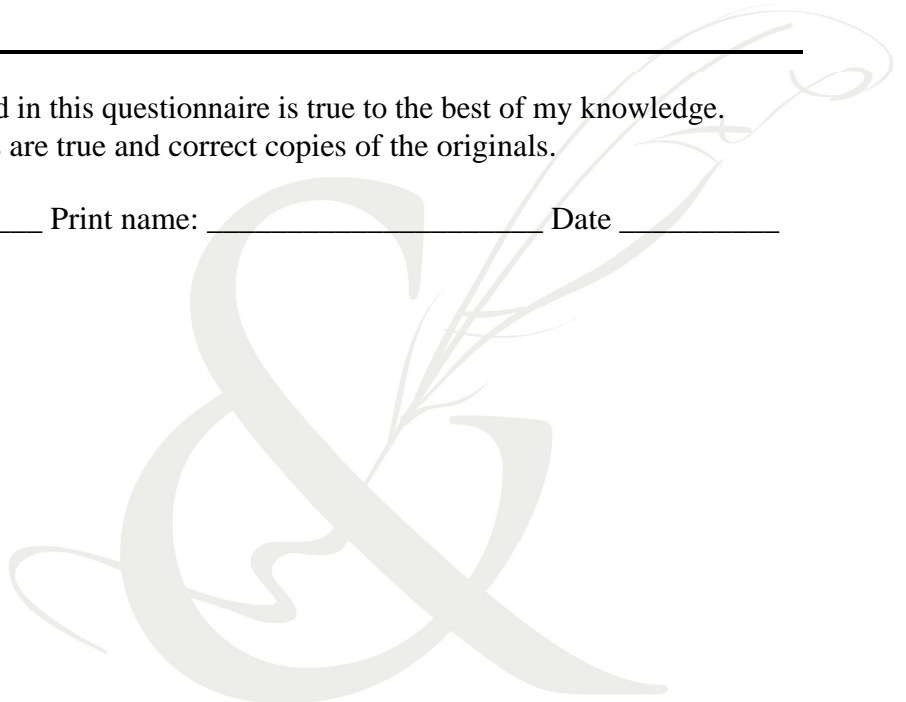 d in this questionnaire is true to the best of my knowledge.
s are true and correct copies of the originals.
___ Print name: _____________________ Date __________
&